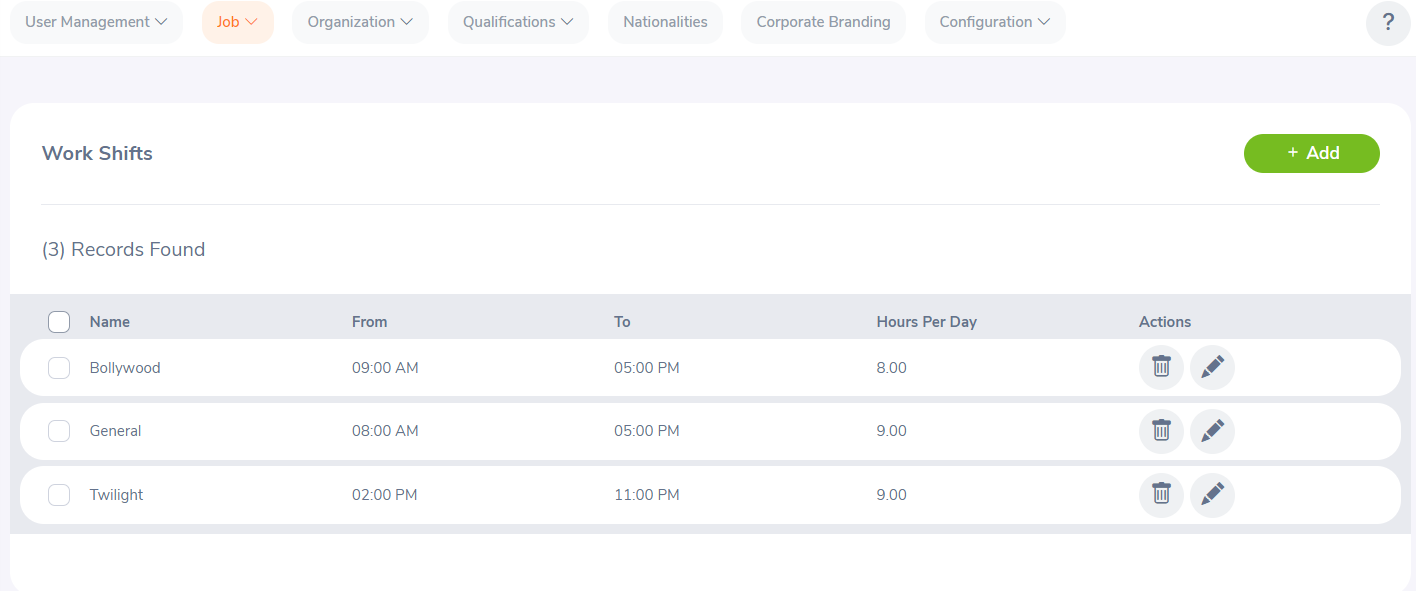 User Management Job Organization Qualifications Nationalities Corporate Branding Configuration ?
Work Shifts + Add
(3) Records Found
Name From To Hours Per Day Actions
Bollywood 09:00 AM 05:00 PM 8.00
General 08:00 AM 05:00 PM 9.00
Twilight 02:00 PM 11:00 PM 9.00